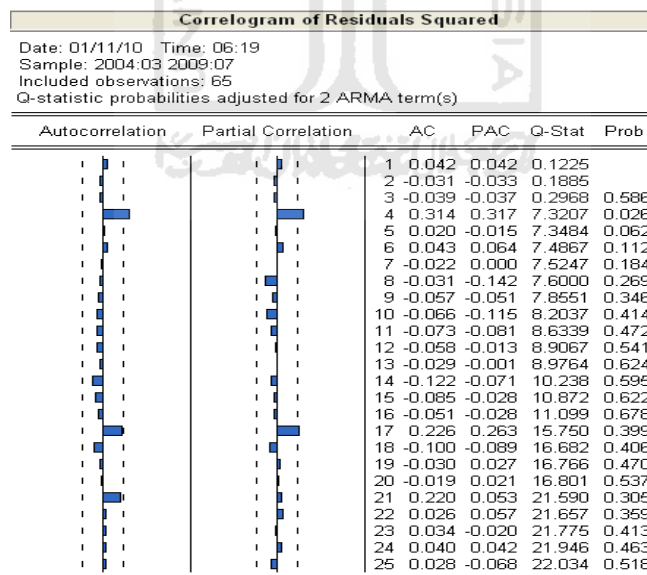 Correlogram of Residuals Squared
Date: 01/11/10 Time: 06:19
Sample: 2004:03 2009:07
Included observations: 65
Q-statistic probabilities adjusted for 2 ARMA term(s)
Autocorrelation Partial Correlation AC PAC Q-Stat Prob
1 0.042 0.042 0.1225
2 -0.031 -0.033 0.1885
3 -0.039 -0.037 0.2968 0.586
4 0.314 0.317 7.3207 0.026
5 0.020 -0.015 7.3484 0.062
6 0.043 0.064 7.4867 0.112
7 -0.022 0.000 7.5247 0.184
8 -0.031 -0.142 7.6000 0.269
9 -0.057 -0.051 7.8551 0.346
10 -0.066 -0.115 8.2037 0.414
11 -0.073 -0.081 8.6339 0.472
12 -0.058 -0.013 8.9067 0.541
13 -0.029 -0.001 8.9764 0.624
14 -0.122 -0.071 10.238 0.595
15 -0.085 -0.028 10.872 0.622
16 -0.051 -0.028 11.099 0.678
17 0.226 0.263 15.750 0.399
18 -0.100 -0.089 16.682 0.406
19 -0.030 0.027 16.766 0.470
20 -0.019 0.021 16.801 0.537
21 0.220 0.053 21.590 0.305
22 0.026 0.057 21.657 0.359
23 0.034 -0.020 21.775 0.413
24 0.040 0.042 21.946 0.463
25 0.028 -0.068 22.034 0.518